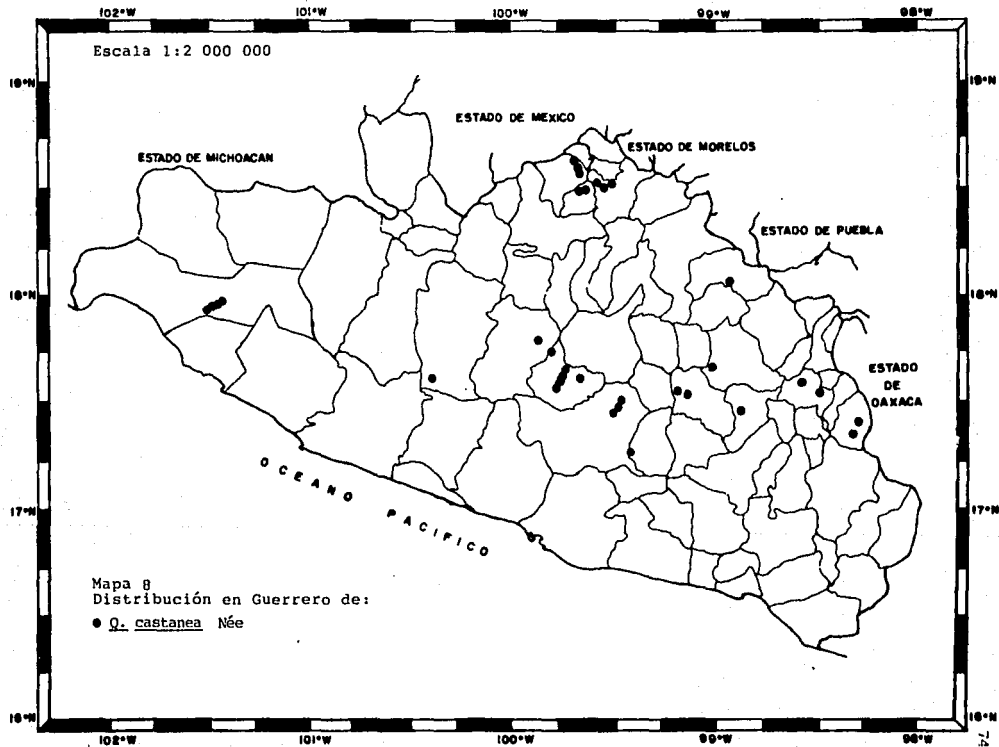 102°W 101°W 100°W 99°W 98°W
Escala 1:2 000 000
19°N 19°N
ESTADO DE MEXICO
ESTADO DE MORELOS
ESTADO DE MICHOACAN
ESTADO DE PUEBLA
18°N 18°N
ESTADO
DE
OAXACA
OCEANO PACIFICO
17°N 17°N
Mapa 8
Distribución en Guerrero de:
Q. castanea Née
16°N 16°N
102°W 101°W 100°W 99°W 98°W